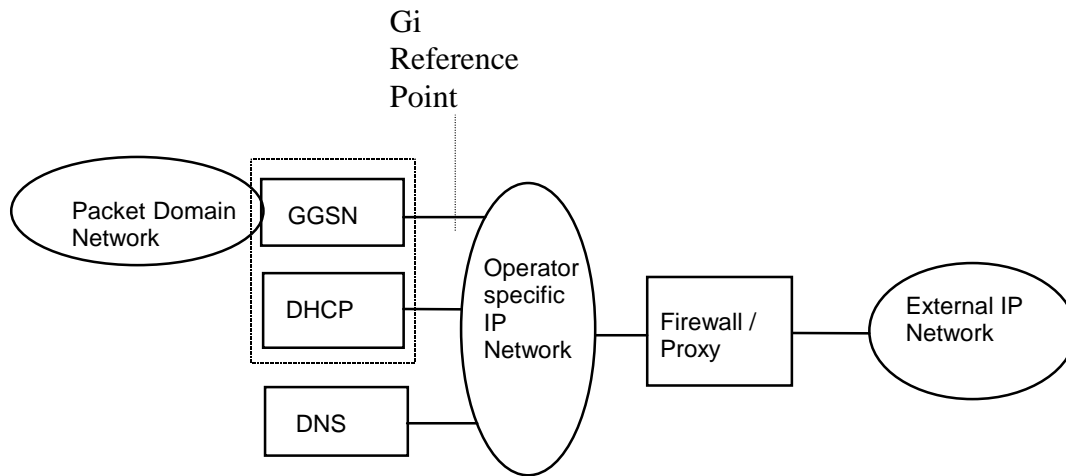 Gi
Reference
Point
Packet Domain
Network
GGSN
DHCP
DNS
Operator
specific
IP
Network
Firewall /
Proxy
External IP
Network